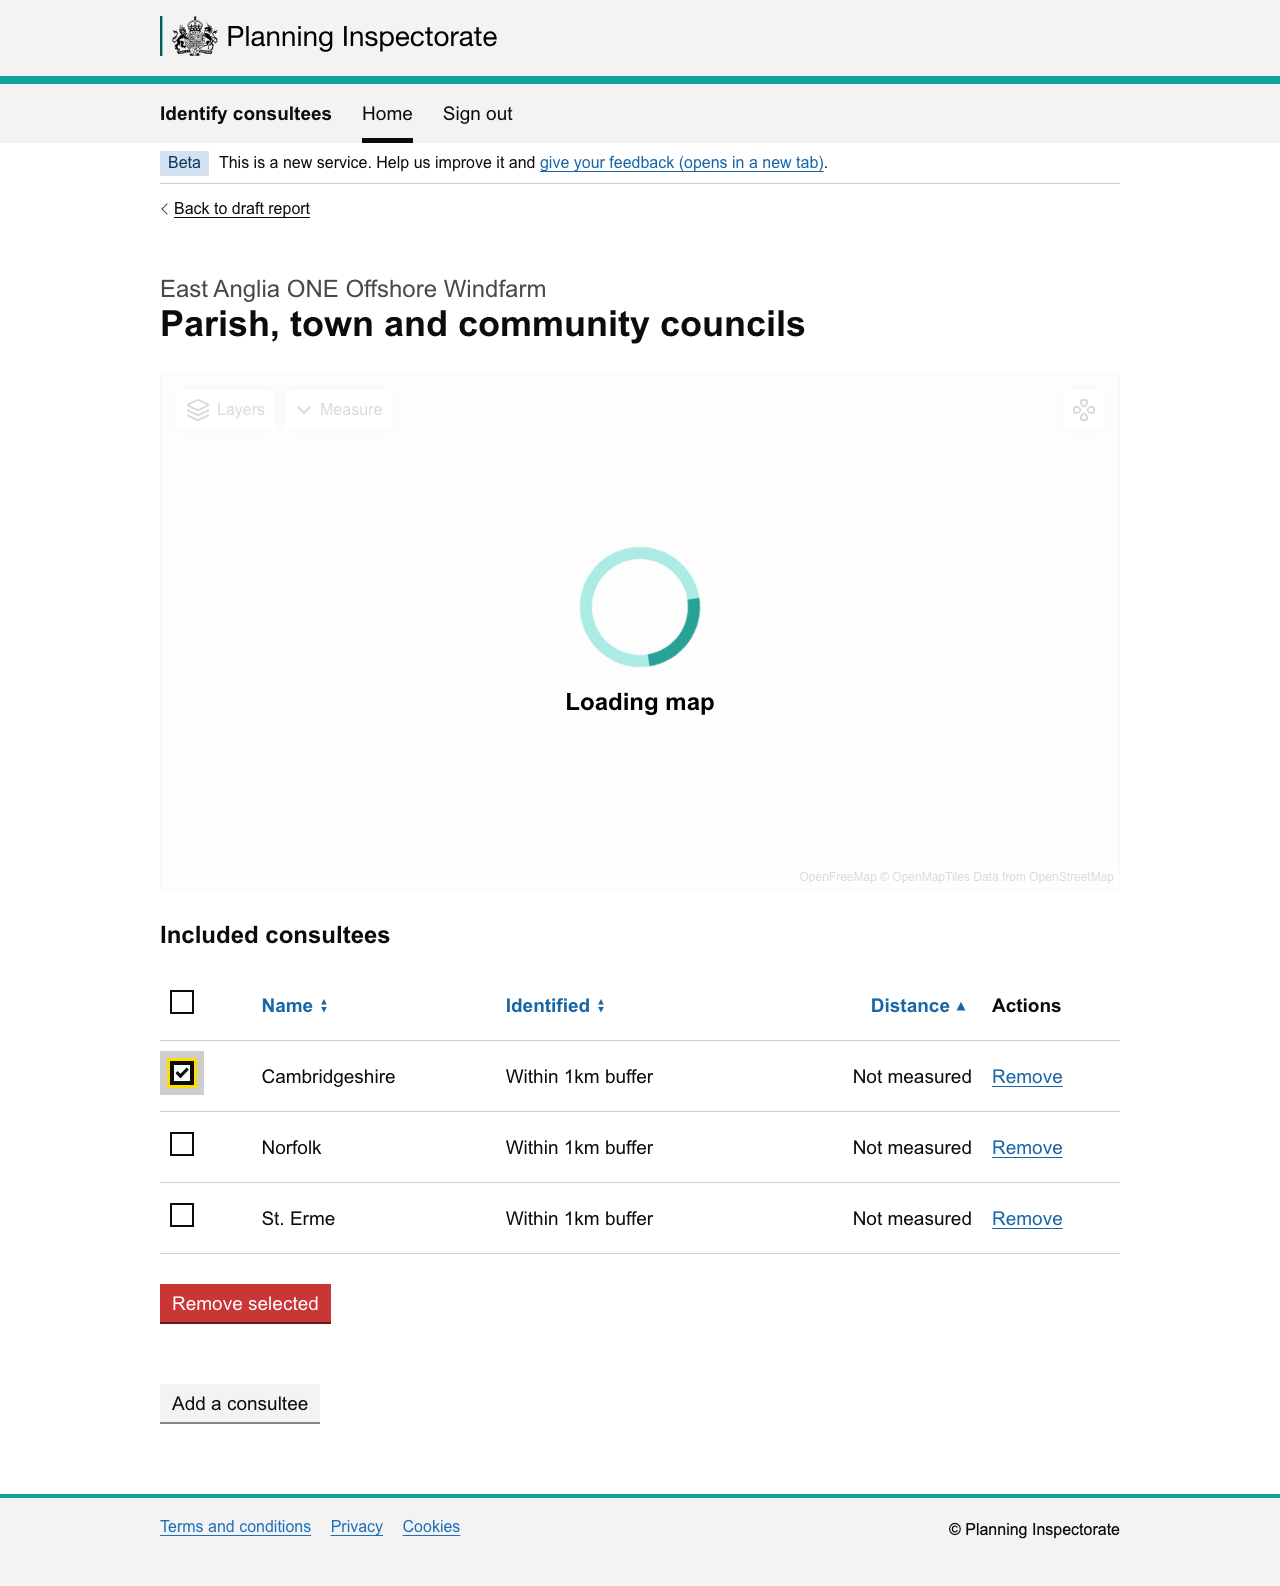 Planning Inspectorate
Identify consultees Home Sign out
Beta This is a new service. Help us improve it and give your feedback (opens in a new tab).
Back to draft report
East Anglia ONE Offshore Windfarm
Parish, town and community councils
Layers Measure
Loading map
OpenFreeMap © OpenMapTiles Data from OpenStreetMap
Included consultees
Name Identified Distance Actions
Cambridgeshire Within 1km buffer Not measured Remove
Norfolk Within 1km buffer Not measured Remove
St. Erme Within 1km buffer Not measured Remove
Remove selected
Add a consultee
Terms and conditions Privacy Cookies © Planning Inspectorate